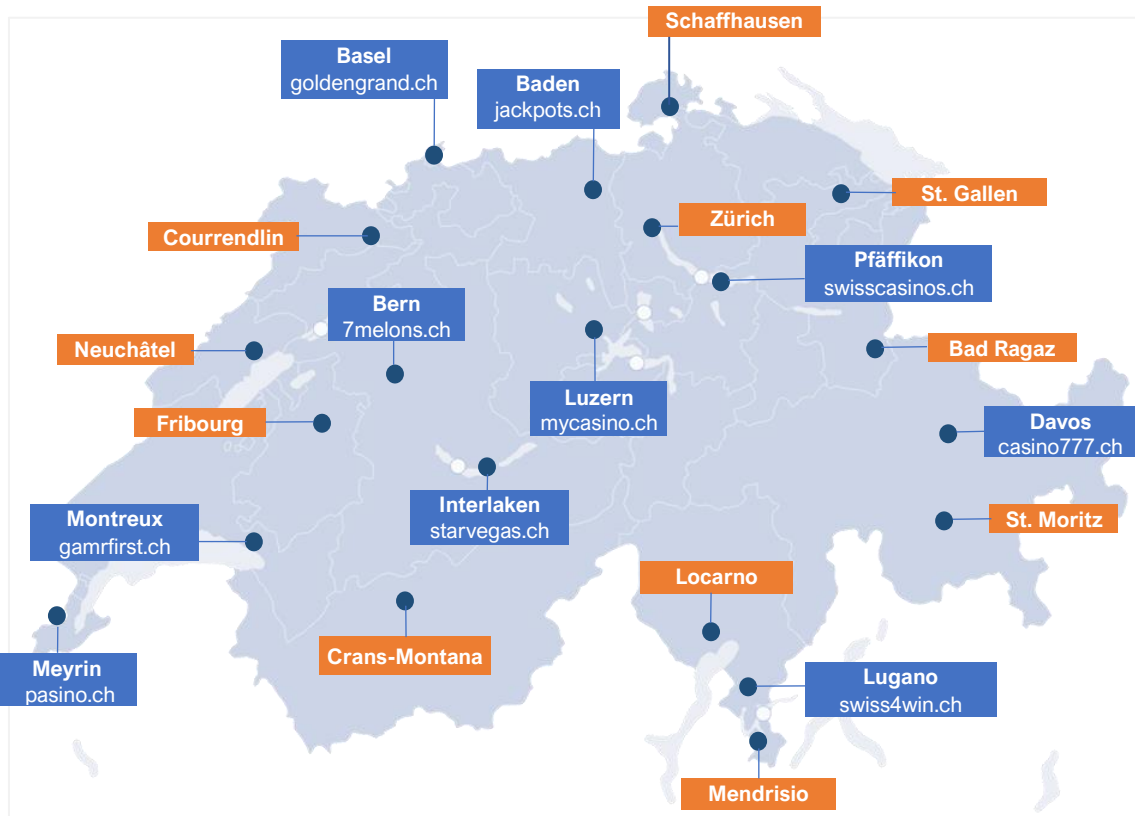 Schaffhausen
Basel
goldengrand.ch
Baden
jackpots.ch
St. Gallen
Zürich
Courrendlin
Pfäffikon
swisscasinos.ch
Bern
7melons.ch
Neuchâtel
Bad Ragaz
Luzern
mycasino.ch
Fribourg
Davos
casino777.ch
Interlaken
starvegas.ch
Montreux
gamrfirst.ch
St. Moritz
Locarno
Crans-Montana
Meyrin
pasino.ch
Lugano
swiss4win.ch
Mendrisio